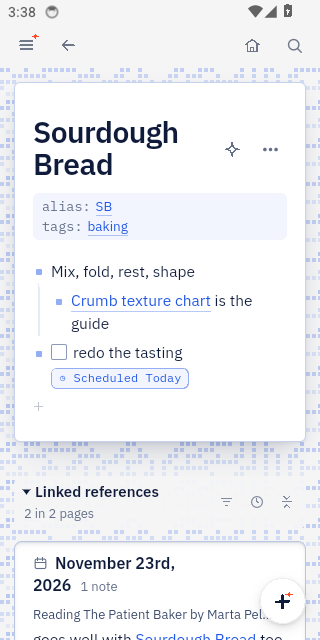 3:38
Sourdough
Bread
alias: SB
tags: baking
Mix, fold, rest, shape
Crumb texture chart is the
guide
redo the tasting
Scheduled Today
Linked references
2 in 2 pages
November 23rd,
2026 1 note
Reading The Patient Baker by Marta Pel...
goes well with Sourdough Bread too